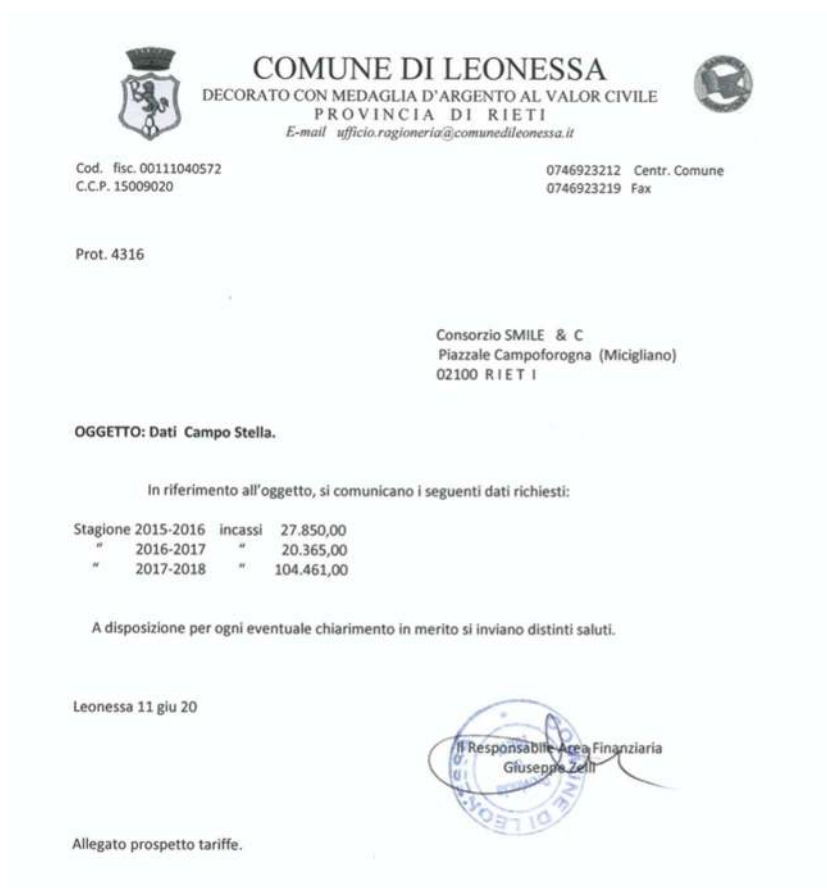 COMUNE DI LEONESSA
DECORATO CON MEDAGLIA D'ARGENTO AL VALOR CIVILE
PROVINCIA DI RIETI
E-mail ufficio.ragioneria@comunedileonessa.it
Cod. fisc. 00111040572
C.C.P. 15009020
0746923212 Centr. Comune
0746923219 Fax
Prot. 4316
Consorzio SMILE & C
Piazzale Campoforogna (Micigliano)
02100 R I E T I
OGGETTO: Dati Campo Stella.
In riferimento all'oggetto, si comunicano i seguenti dati richiesti:
Stagione 2015-2016 incassi 27.850,00
" 2016-2017 " 20.365,00
" 2017-2018 " 104.461,00
A disposizione per ogni eventuale chiarimento in merito si inviano distinti saluti.
Leonessa 11 giu 20
Il Responsabile Area Finanziaria
Giuseppe Zelli
Allegato prospetto tariffe.